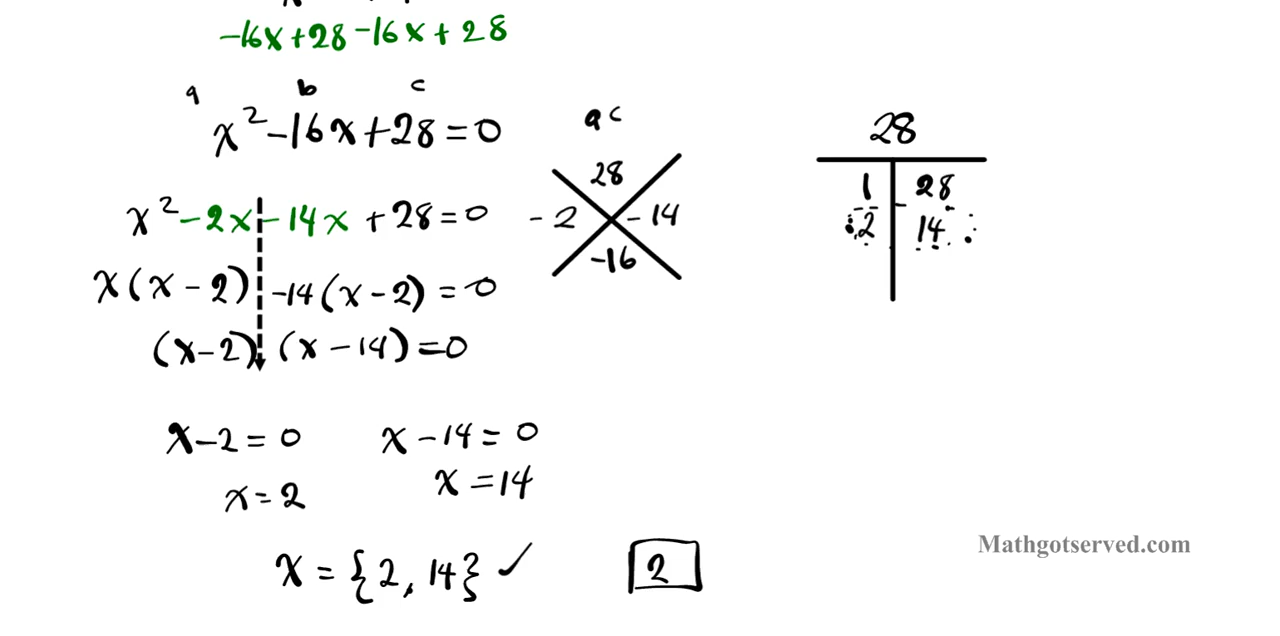 -16x+28 -16x+28
a b c
x²-16x+28=0
ac
28
x²-2x-14x+28=0
-2 -14
-16
x(x-2) -14(x-2)=0
(x-2)(x-14)=0
x-2=0 x-14=0
x=2 x=14
x={2, 14} ✓ 2
28
1 28
2 14
Mathgotserved.com